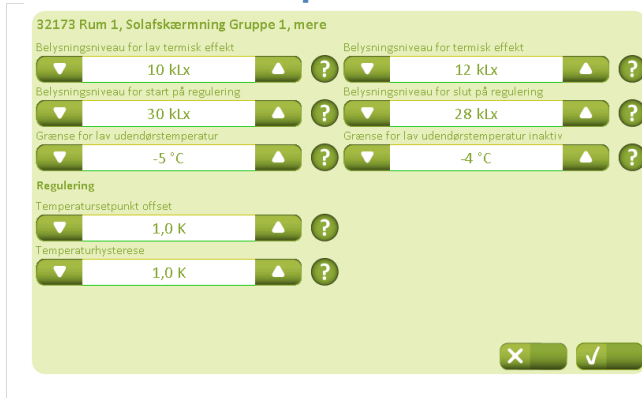 32173 Rum 1, Solafskærmning Gruppe 1, mere
Belysningsniveau for lav termisk effekt
Belysningsniveau for termisk effekt
10 kLx ?
12 kLx ?
Belysningsniveau for start på regulering
Belysningsniveau for slut på regulering
30 kLx ?
28 kLx ?
Grænse for lav udendørstemperatur
Grænse for lav udendørstemperatur inaktiv
-5 °C ?
-4 °C ?
Regulering
Temperatursetpunkt offset
1,0 K ?
Temperaturhysterese
1,0 K ?